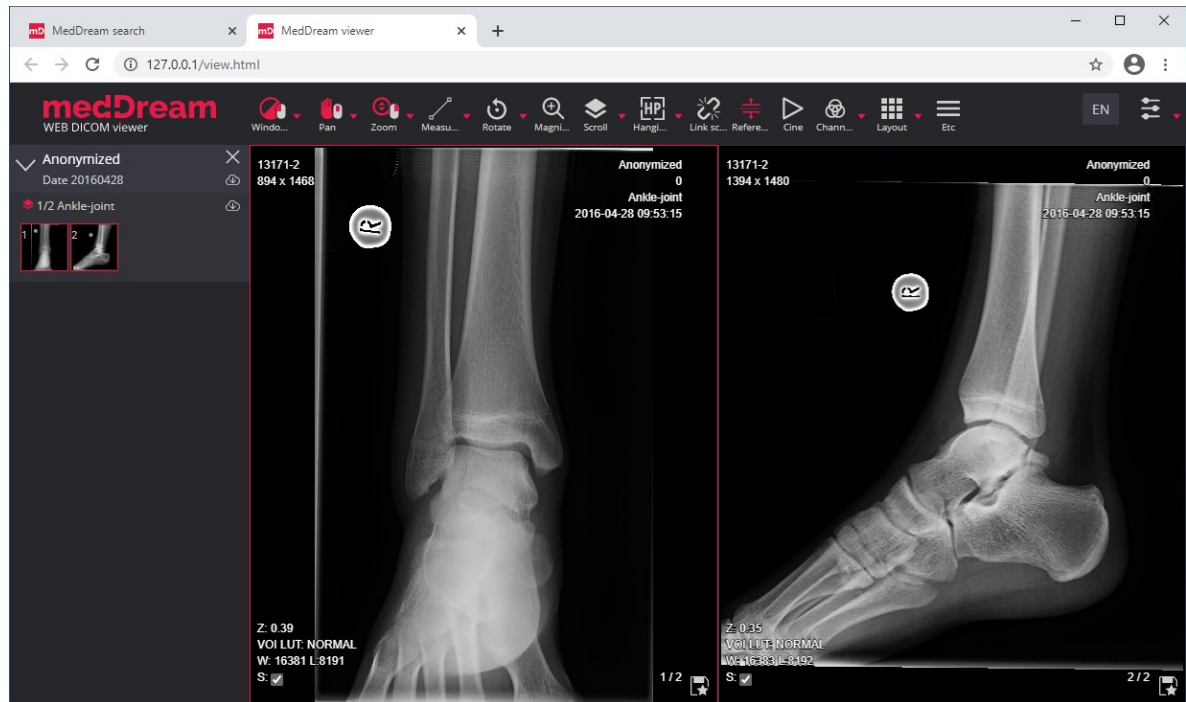 MedDream search
MedDream viewer
127.0.0.1/view.html
medDream
WEB DICOM viewer
Windo...
Pan
Zoom
Measu...
Rotate
Magni...
Scroll
HP
Hangi...
Link sc...
Refere...
Cine
Chann...
Layout
Etc
EN
Anonymized
Date 20160428
1/2 Ankle-joint
1
2
13171-2
894 x 1468
Anonymized
0
Ankle-joint
2016-04-28 09:53:15
R
Z: 0.39
VOI LUT: NORMAL
W: 16381 L:8191
S:
1/2
13171-2
1394 x 1480
Anonymized
0
Ankle-joint
2016-04-28 09:53:15
R
Z: 0.35
VOI LUT: NORMAL
W: 16383 L:8192
S:
2/2